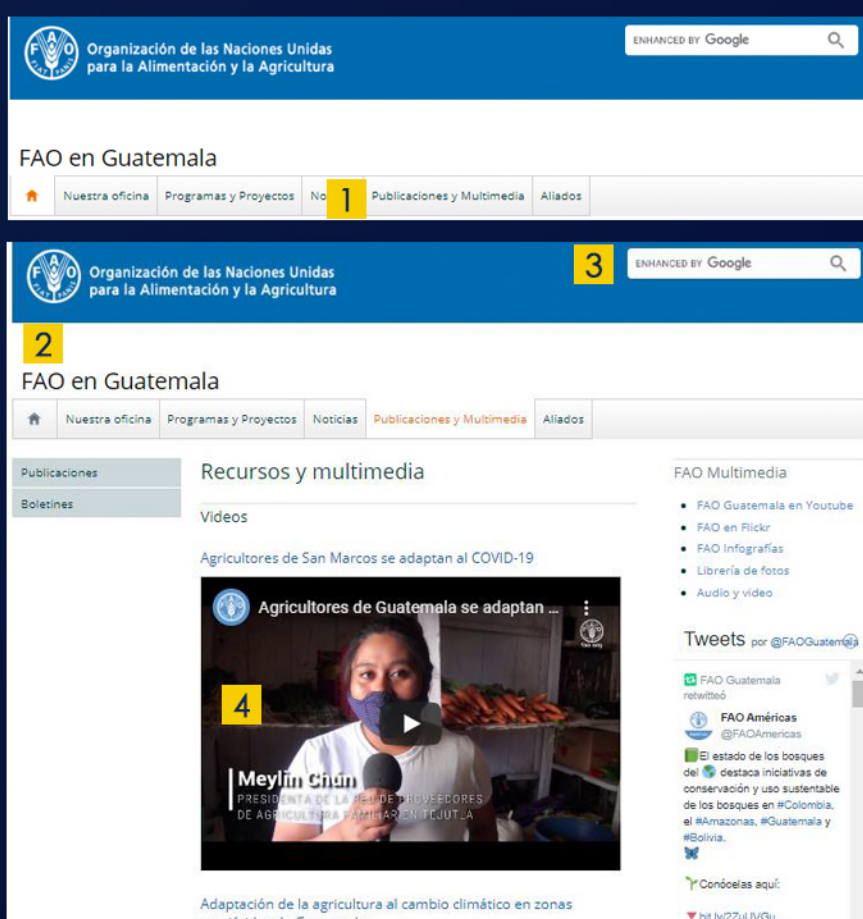 Organización de las Naciones Unidas
para la Alimentación y la Agricultura
ENHANCED BY Google
FAO en Guatemala
Nuestra oficina
Programas y Proyectos
No
1
Publicaciones y Multimedia
Aliados
Organización de las Naciones Unidas
para la Alimentación y la Agricultura
3
ENHANCED BY Google
2
FAO en Guatemala
Nuestra oficina
Programas y Proyectos
Noticias
Publicaciones y Multimedia
Aliados
Publicaciones
Boletines
Recursos y multimedia
Videos
Agricultores de San Marcos se adaptan al COVID-19
Agricultores de Guatemala se adaptan ...
fao.org
4
Meylin Chún
PRESIDENTA DE LA RED DE PROVEEDORES
DE AGRICULTURA FAMILIAR EN TEJUTLA
Adaptación de la agricultura al cambio climático en zonas
FAO Multimedia
FAO Guatemala en Youtube
FAO en Flickr
FAO Infografías
Librería de fotos
Audio y video
Tweets por @FAOGuatemala
FAO Guatemala
retwitteó
FAO Américas
@FAOAmericas
El estado de los bosques
del 🌎 destaca iniciativas de
conservación y uso sustentable
de los bosques en #Colombia,
el #Amazonas, #Guatemala y
#Bolivia.
Conócelas aquí: